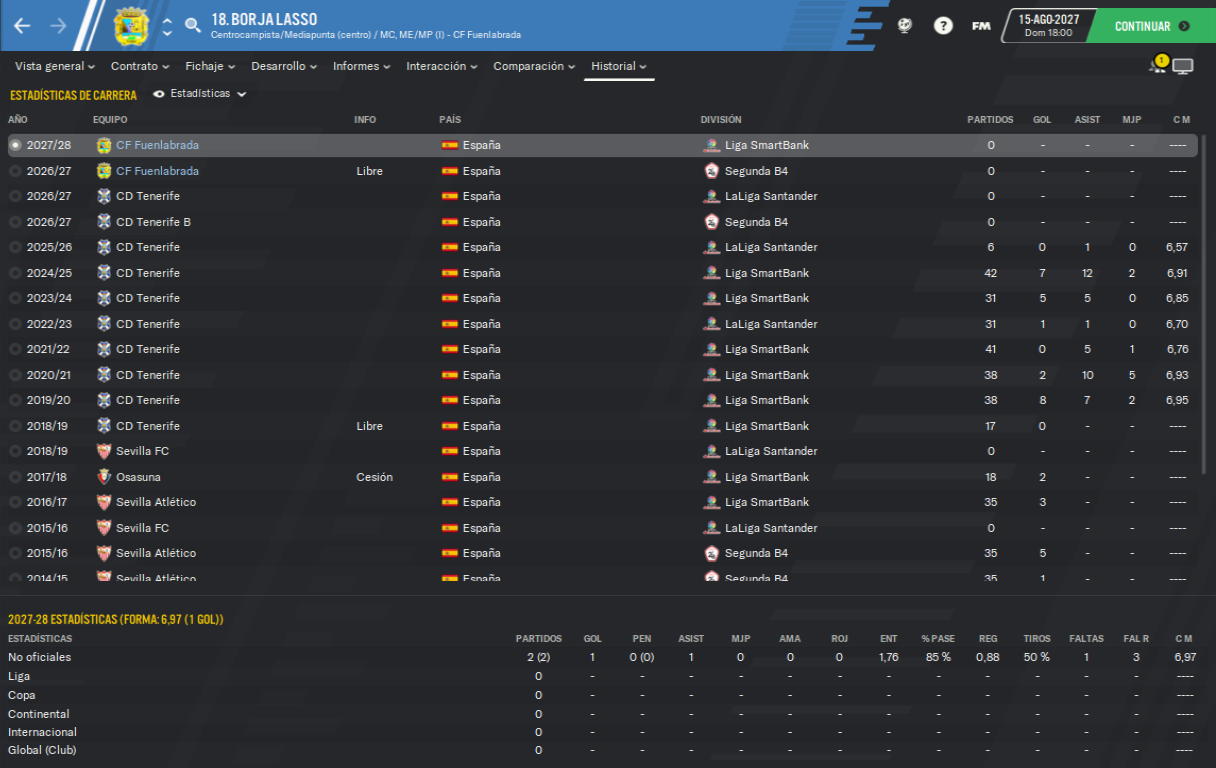 18. BORJA LASSO
Centrocampista/Mediapunta (centro) / MC, ME/MP (I) - CF Fuenlabrada
?
FM
15-AGO-2027
Dom 18:00
CONTINUAR
Vista general Contrato Fichaje Desarrollo Informes Interacción Comparación Historial
1
ESTADÍSTICAS DE CARRERA Estadísticas
AÑO EQUIPO INFO PAÍS DIVISIÓN PARTIDOS GOL ASIST MJP C M
2027/28 CF Fuenlabrada España Liga SmartBank 0 - - - ----
2026/27 CF Fuenlabrada Libre España Segunda B4 0 - - - ----
2026/27 CD Tenerife España LaLiga Santander 0 - - - ----
2026/27 CD Tenerife B España Segunda B4 0 - - - ----
2025/26 CD Tenerife España LaLiga Santander 6 0 1 0 6,57
2024/25 CD Tenerife España Liga SmartBank 42 7 12 2 6,91
2023/24 CD Tenerife España Liga SmartBank 31 5 5 0 6,85
2022/23 CD Tenerife España LaLiga Santander 31 1 1 0 6,70
2021/22 CD Tenerife España Liga SmartBank 41 0 5 1 6,76
2020/21 CD Tenerife España Liga SmartBank 38 2 10 5 6,93
2019/20 CD Tenerife España Liga SmartBank 38 8 7 2 6,95
2018/19 CD Tenerife Libre España Liga SmartBank 17 0 - - ----
2018/19 Sevilla FC España LaLiga Santander 0 - - - ----
2017/18 Osasuna Cesión España Liga SmartBank 18 2 - - ----
2016/17 Sevilla Atlético España Liga SmartBank 35 3 - - ----
2015/16 Sevilla FC España LaLiga Santander 0 - - - ----
2015/16 Sevilla Atlético España Segunda B4 35 5 - - ----
2014/15 Sevilla Atlético España Segunda B4 35 1 - - ----
2027-28 ESTADÍSTICAS (FORMA: 6,97 (1 GOL))
ESTADÍSTICAS PARTIDOS GOL PEN ASIST MJP AMA ROJ ENT % PASE REG TIROS FALTAS FAL R C M
No oficiales 2 (2) 1 0 (0) 1 0 0 0 1,76 85 % 0,88 50 % 1 3 6,97
Liga 0 - - - - - - - - - - - - ----
Copa 0 - - - - - - - - - - - - ----
Continental 0 - - - - - - - - - - - - ----
Internacional 0 - - - - - - - - - - - - ----
Global (Club) 0 - - - - - - - - - - - - ----